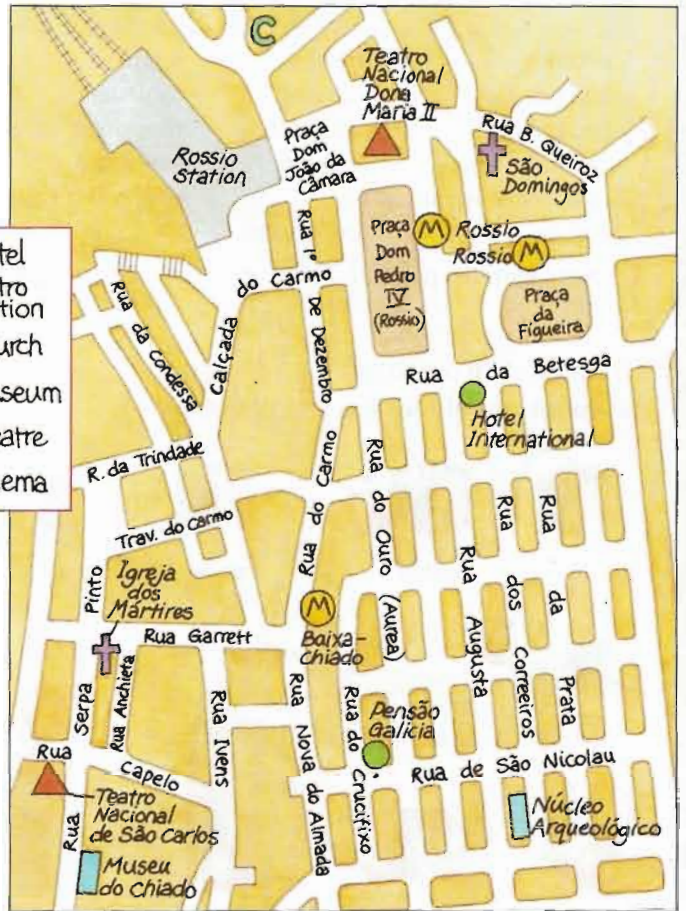 C
Teatro
Nacional
Dona
Maria II
Rua B. Queiroz
Praça
Dom
João da
Câmara
Rossio
Station
São
Domingos
Rua 1º
De Dezembro
Praça
Dom
Pedro
IV
(Rossio)
M Rossio
Rossio M
Praça
da
Figueira
Rua da Condessa
Calçada do Carmo
Rua da Betesga
Hotel
International
tel
tro
tion
urch
seum
atre
ema
R. da Trindade
Trav. do Carmo
Rua do Carmo
Rua do Ouro (Aurea)
Rua Augusta
Rua dos Correeiros
Rua da Prata
Igreja
dos
Mártires
M
Baixa-
Chiado
Rua Garrett
Rua Serpa Pinto
Rua Anchieta
Rua Ivens
Rua Nova do Almada
Rua do Crucifixo
Pensão
Galicia
Rua de São Nicolau
Rua Capelo
Teatro
Nacional
de São Carlos
Museu
do Chiado
Núcleo
Arqueológico